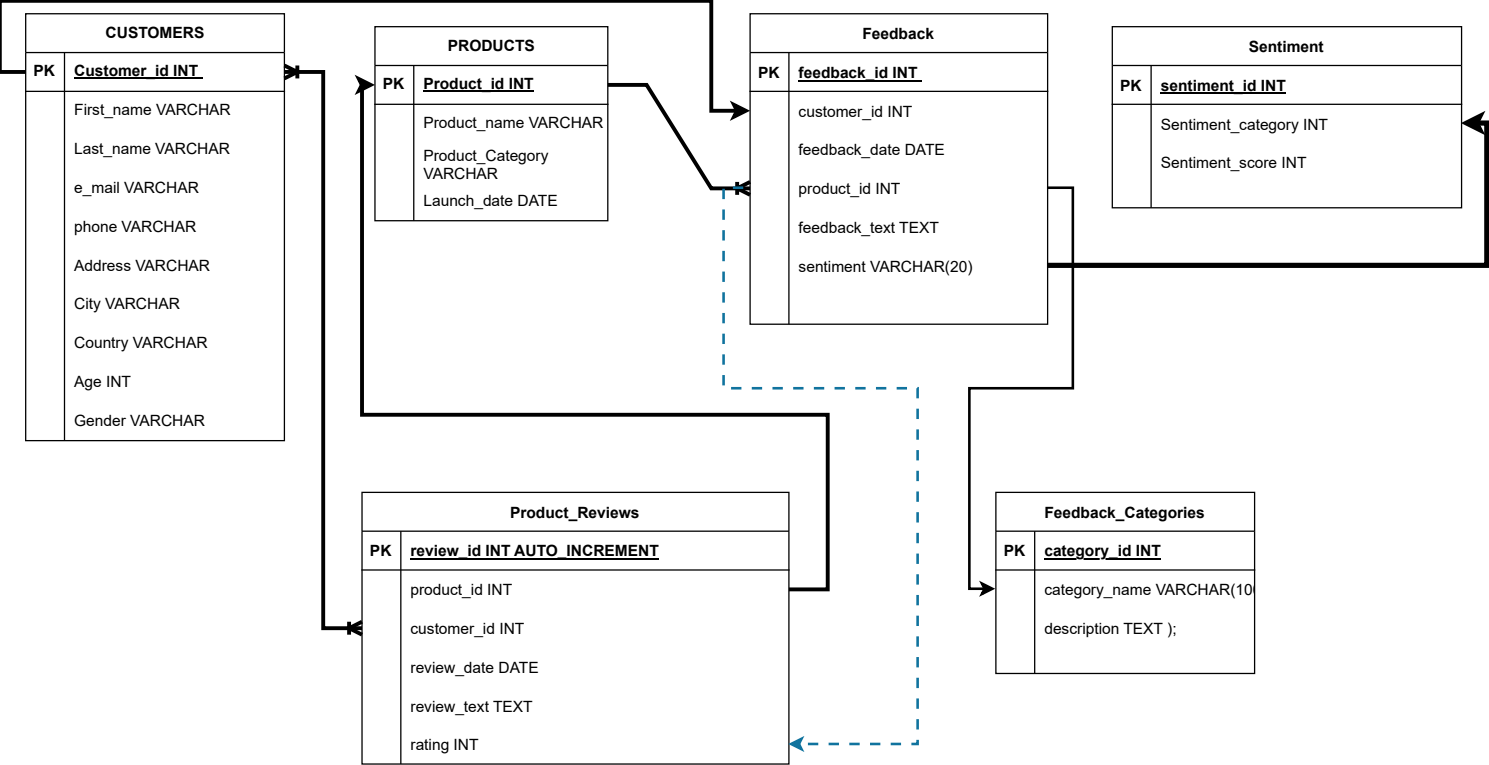 CUSTOMERS
PK Customer_id INT
First_name VARCHAR
Last_name VARCHAR
e_mail VARCHAR
phone VARCHAR
Address VARCHAR
City VARCHAR
Country VARCHAR
Age INT
Gender VARCHAR
PRODUCTS
PK Product_id INT
Product_name VARCHAR
Product_Category
VARCHAR
Launch_date DATE
Feedback
PK feedback_id INT
customer_id INT
feedback_date DATE
product_id INT
feedback_text TEXT
sentiment VARCHAR(20)
Sentiment
PK sentiment_id INT
Sentiment_category INT
Sentiment_score INT
Product_Reviews
PK review_id INT AUTO_INCREMENT
product_id INT
customer_id INT
review_date DATE
review_text TEXT
rating INT
Feedback_Categories
PK category_id INT
category_name VARCHAR(10
description TEXT );